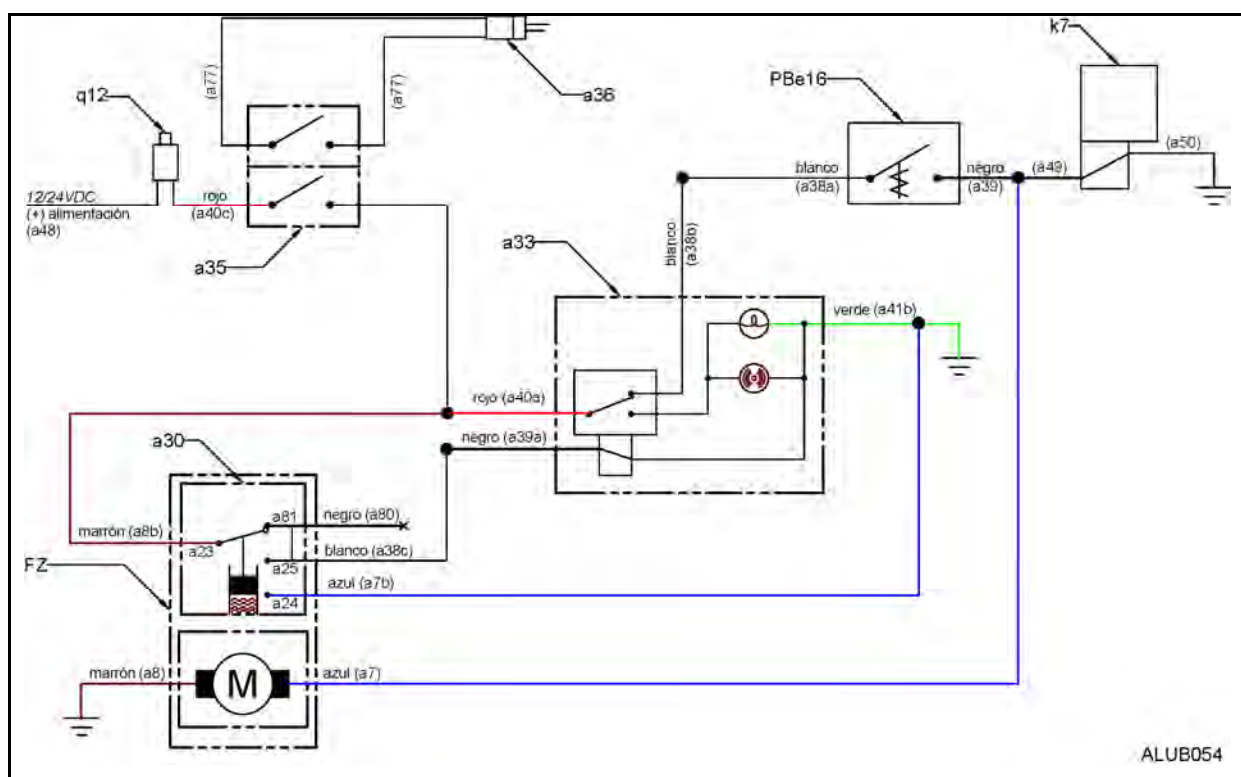 k7
q12
(a77)
(a77)
a36
PBe16
(a50)
blanco
(a38a)
negro
(a39)
(a49)
12/24VDC
(+) alimentación
(a48)
rojo
(a40c)
a35
a33
blanco
(a38b)
verde (a41b)
rojo (a40a)
negro (a39a)
a30
a81
negro (a80)
marrón (a8b)
a23
blanco (a38c)
a25
FZ
azul (a7b)
a24
marrón (a8)
M
azul (a7)
ALUB054